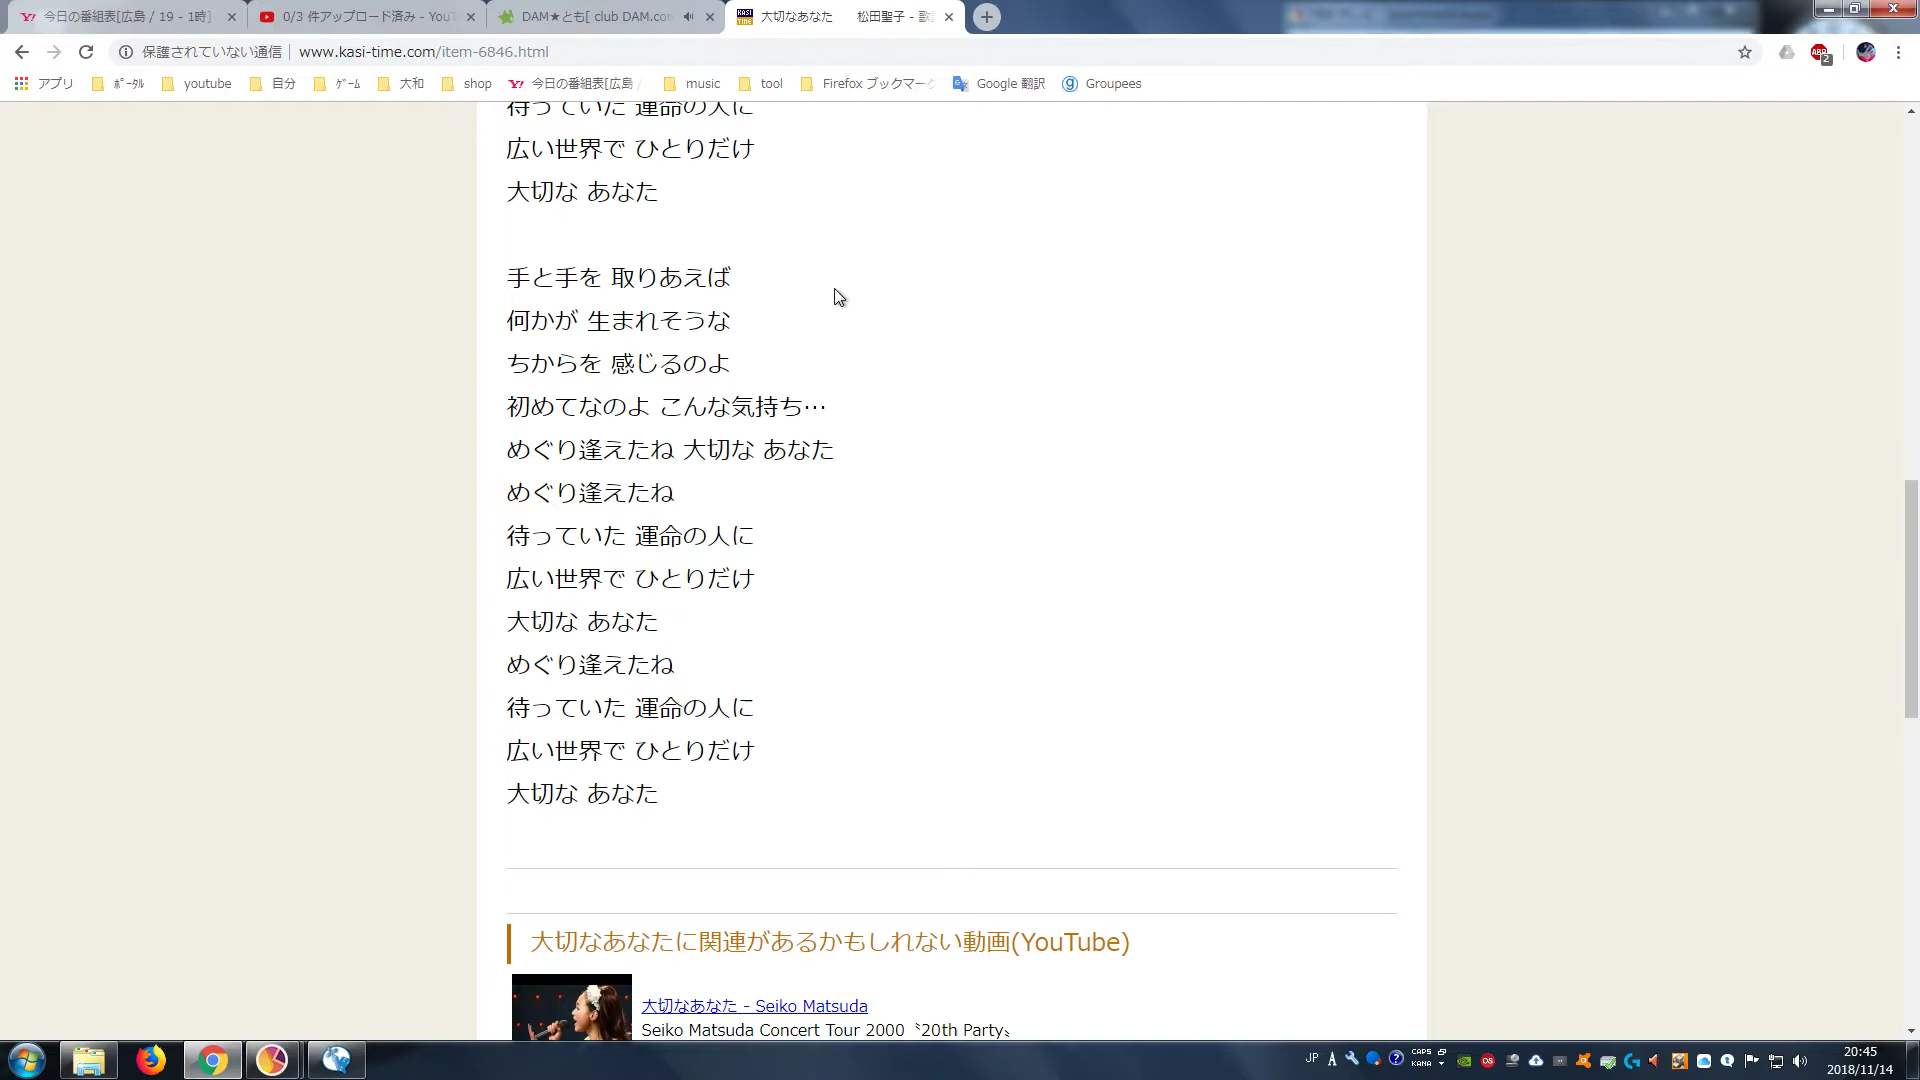 今日の番組表[広島 / 19 - 1時]
0/3 件アップロード済み - YouT
DAM★とも[ club DAM.con
大切なあなた 松田聖子 - 歌
保護されていない通信 | www.kasi-time.com/item-6846.html
アプリ ﾎﾟｰﾀﾙ youtube 自分 ｹﾞｰﾑ 大和 shop 今日の番組表[広島 / music tool Firefox ブックマーク Google 翻訳 Groupees
待っていた 運命の人に
広い世界で ひとりだけ
大切な あなた
手と手を 取りあえば
何かが 生まれそうな
ちからを 感じるのよ
初めてなのよ こんな気持ち…
めぐり逢えたね 大切な あなた
めぐり逢えたね
待っていた 運命の人に
広い世界で ひとりだけ
大切な あなた
めぐり逢えたね
待っていた 運命の人に
広い世界で ひとりだけ
大切な あなた
大切なあなたに関連があるかもしれない動画(YouTube)
大切なあなた - Seiko Matsuda
Seiko Matsuda Concert Tour 2000〝20th Party〟
JP A CAPS KANA
20:45
2018/11/14